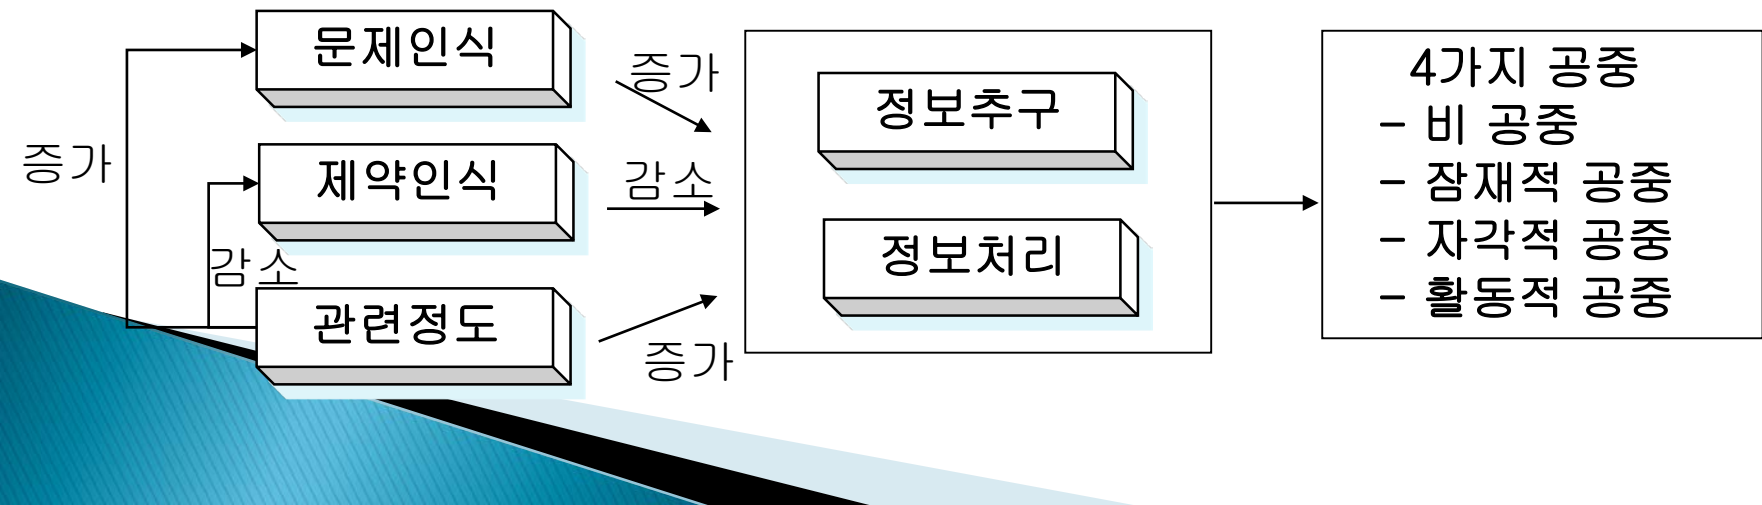 문제인식
증가
정보추구
4가지 공중
- 비 공중
- 잠재적 공중
- 자각적 공중
- 활동적 공중
증가
제약인식
감소
정보처리
감소
관련정도
증가